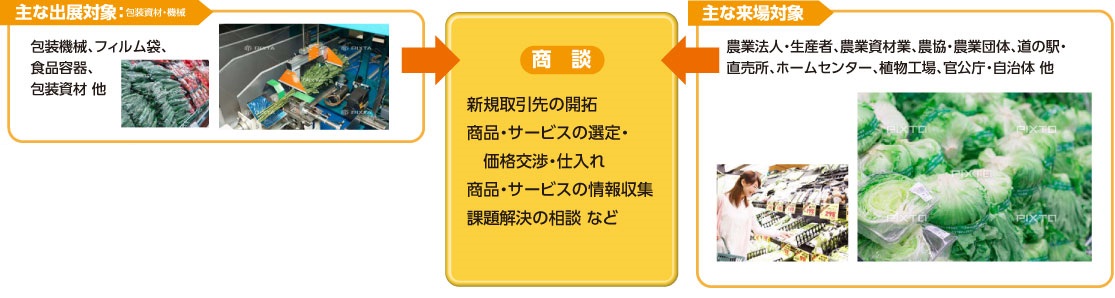 主な出展対象：包装資材・機械
包装機械、フィルム袋、
食品容器、
包装資材 他
PIXTA
PIXTA
PIXTA
PIXTA
商 談
新規取引先の開拓
商品・サービスの選定・
価格交渉・仕入れ
商品・サービスの情報収集
課題解決の相談 など
主な来場対象
農業法人・生産者、農業資材業、農協・農業団体、道の駅・
直売所、ホームセンター、植物工場、官公庁・自治体 他
PIXTO
PIXTO
PIXTO
PIXTO